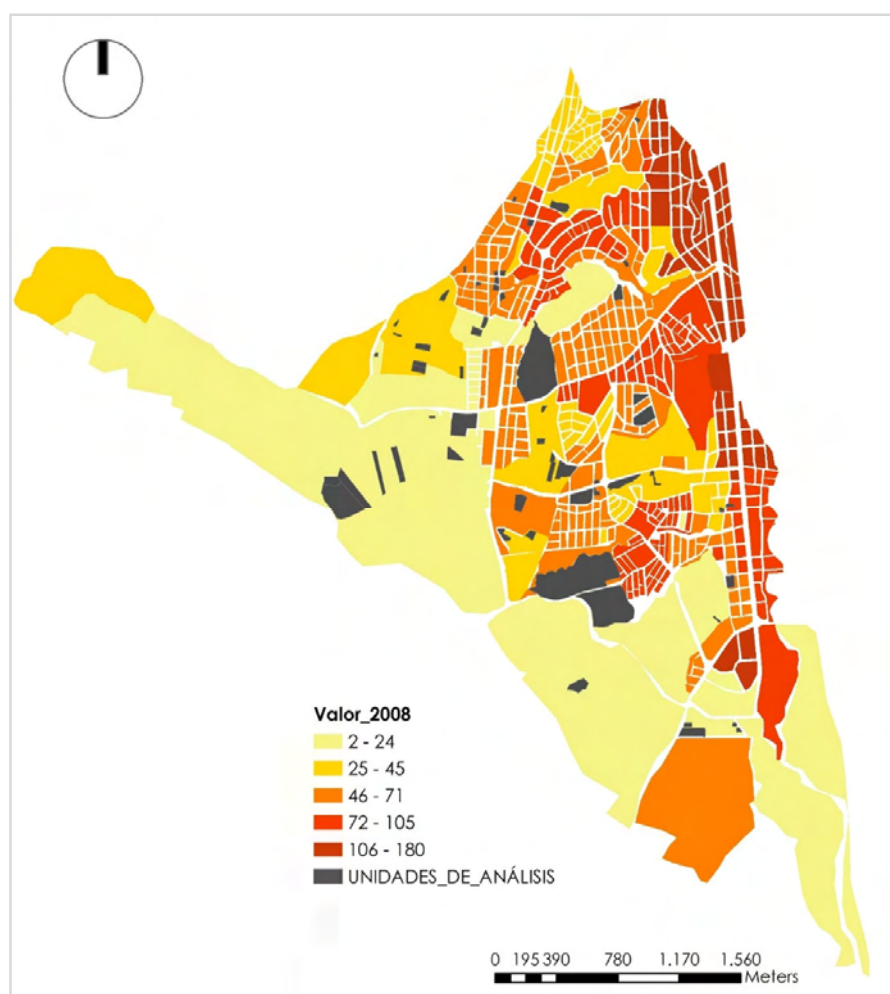 Valor_2008
2 - 24
25 - 45
46 - 71
72 - 105
106 - 180
UNIDADES_DE_ANÁLISIS
0 195 390 780 1.170 1.560
Meters